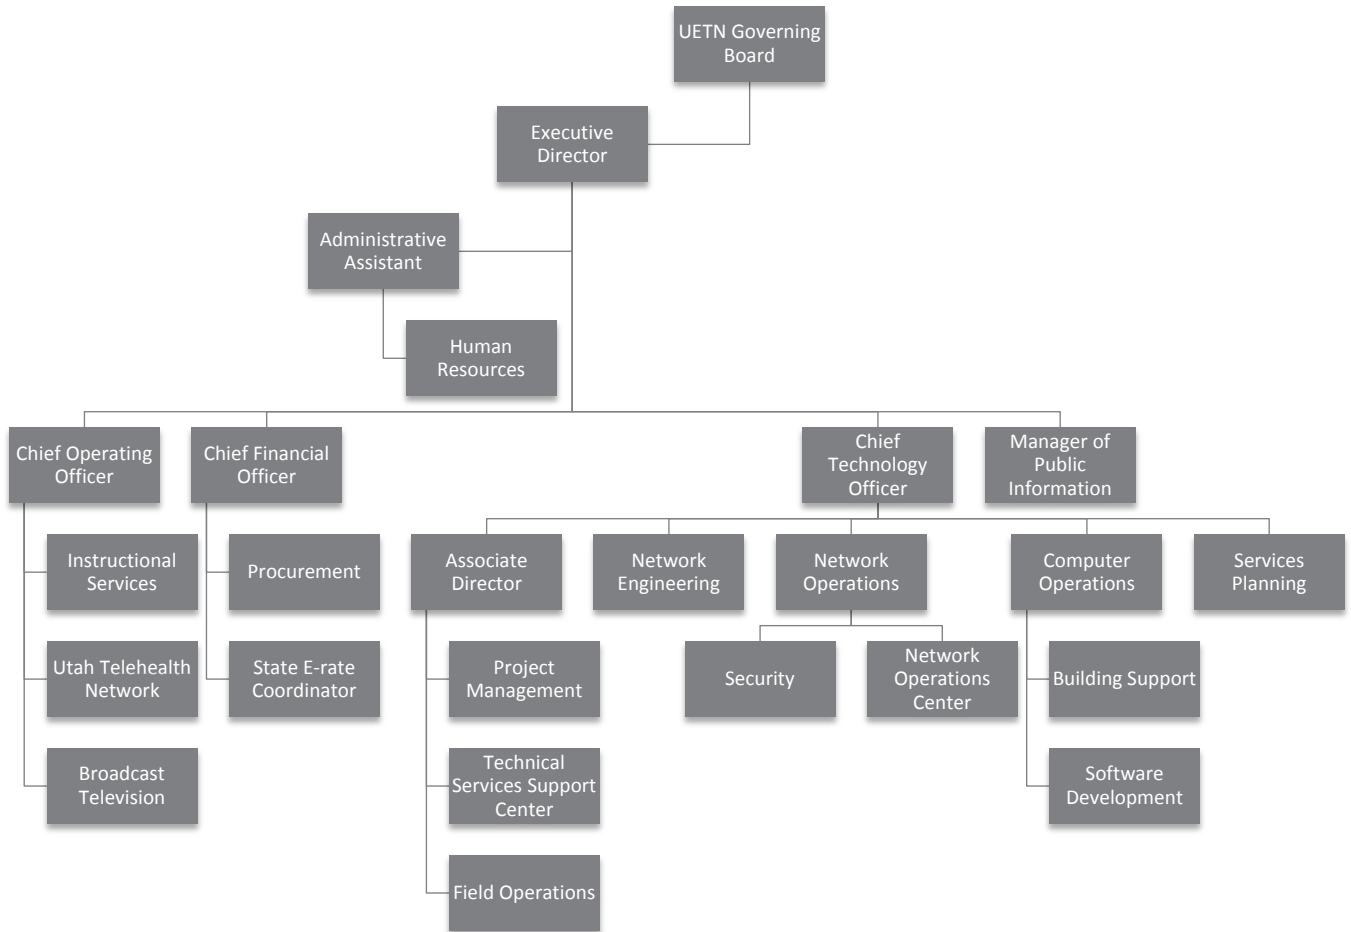 UETN Governing
Board
Executive
Director
Administrative
Assistant
Human
Resources
Chief Operating
Officer
Chief Financial
Officer
Chief
Technology
Officer
Manager of
Public
Information
Instructional
Services
Procurement
Associate
Director
Network
Engineering
Network
Operations
Computer
Operations
Services
Planning
Utah Telehealth
Network
State E-rate
Coordinator
Project
Management
Security
Network
Operations
Center
Building Support
Broadcast
Television
Technical
Services Support
Center
Software
Development
Field Operations